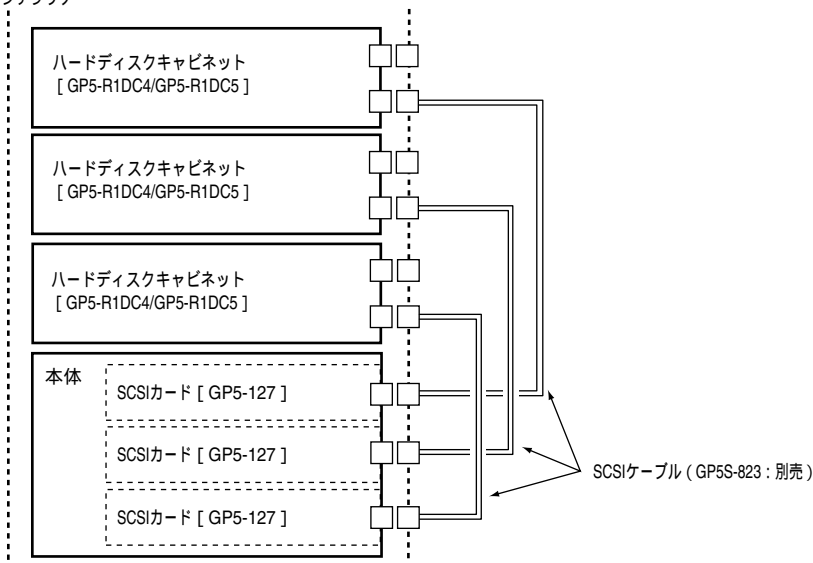 ハードディスクキャビネット
[ GP5-R1DC4/GP5-R1DC5 ]
ハードディスクキャビネット
[ GP5-R1DC4/GP5-R1DC5 ]
ハードディスクキャビネット
[ GP5-R1DC4/GP5-R1DC5 ]
本体
SCSIカード [ GP5-127 ]
SCSIカード [ GP5-127 ]
SCSIカード [ GP5-127 ]
SCSIケーブル ( GP5S-823 : 別売 )